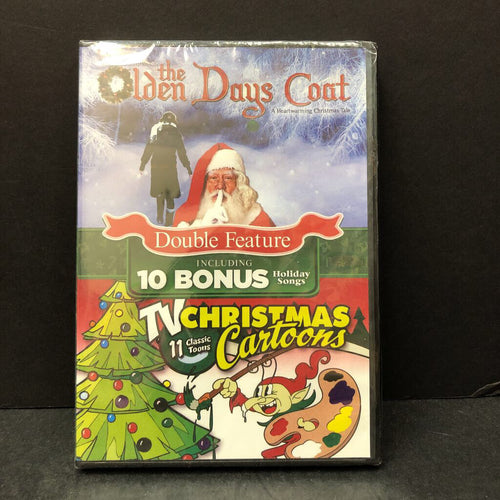 the
Olden Days Coat
A Heartwarming Christmas Tale
Double Feature
INCLUDING
10 BONUS Holiday Songs
TV CHRISTMAS
11 Classic Toons
Cartoons